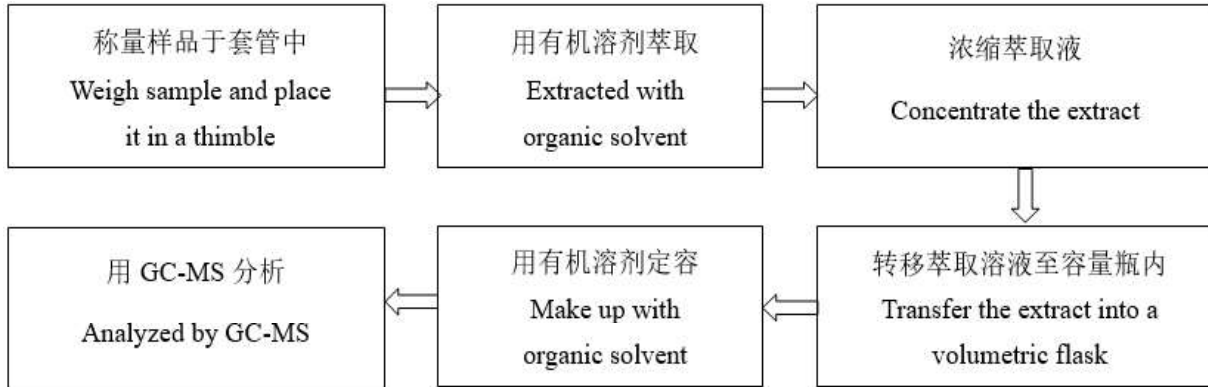 称量样品于套管中
Weigh sample and place
it in a thimble
用有机溶剂萃取
Extracted with
organic solvent
浓缩萃取液
Concentrate the extract
转移萃取溶液至容量瓶内
Transfer the extract into a
volumetric flask
用有机溶剂定容
Make up with
organic solvent
用 GC-MS 分析
Analyzed by GC-MS